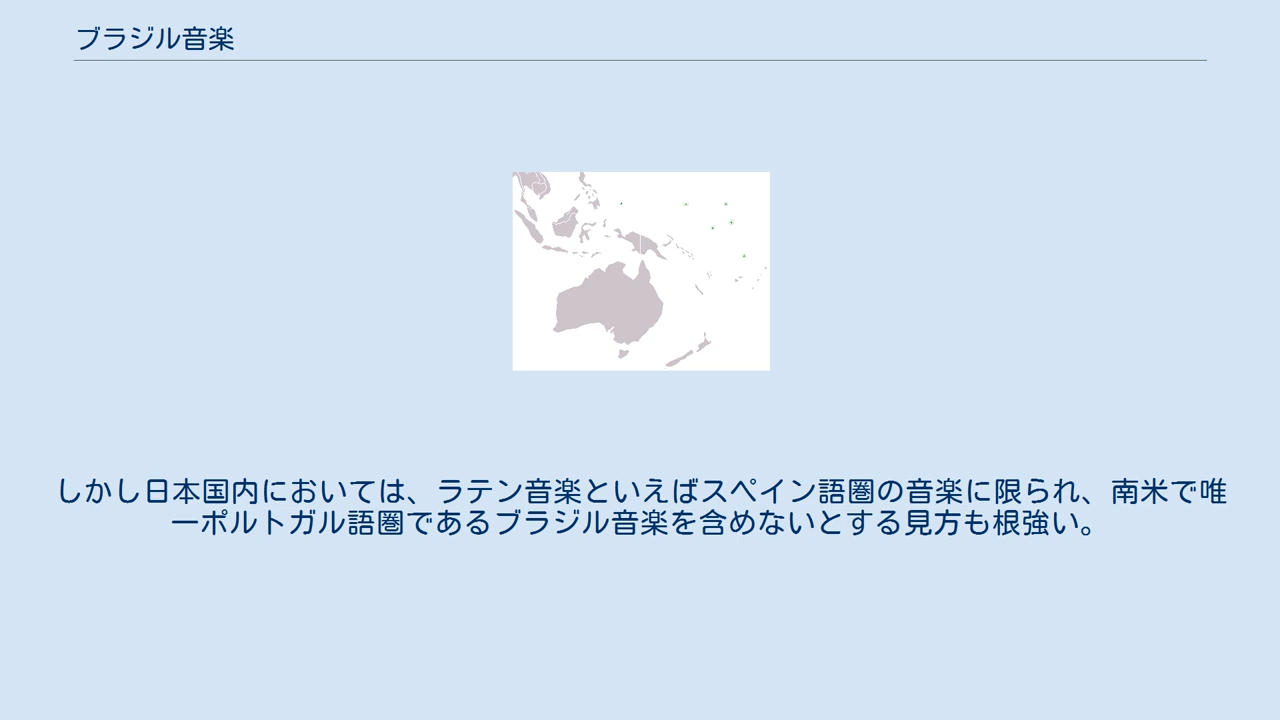 ブラジル音楽
しかし日本国内においては、ラテン音楽といえばスペイン語圏の音楽に限られ、南米で唯
一ポルトガル語圏であるブラジル音楽を含めないとする見方も根強い。